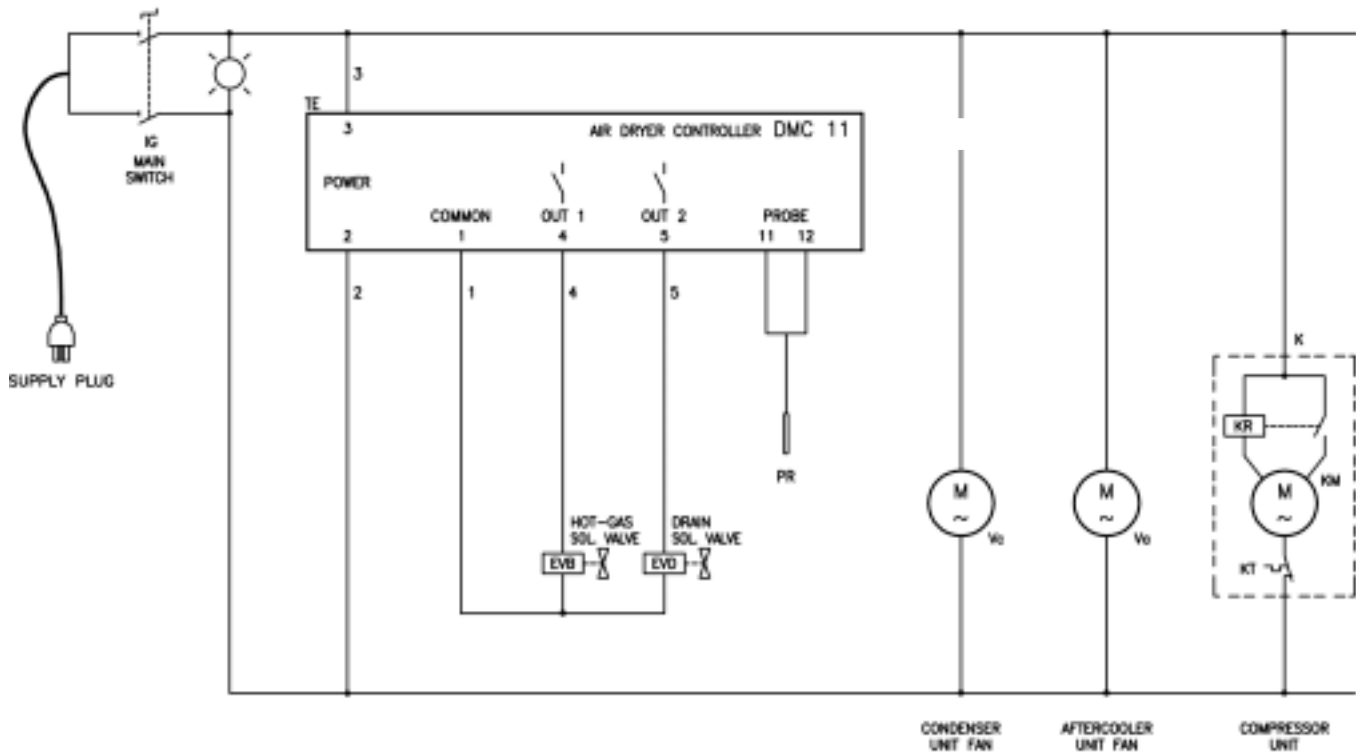 3
TE
3
AIR DRYER CONTROLLER DMC 11
IG
MAIN
SWITCH
POWER
COMMON
OUT 1
OUT 2
PROBE
2
1
4
5
11
12
2
1
4
5
SUPPLY PLUG
K
KR
PR
M
~
Vc
M
~
Va
M
~
KM
HOT-GAS
SOL. VALVE
DRAIN
SOL. VALVE
EVB
EVD
KT
CONDENSER
UNIT FAN
AFTERCOOLER
UNIT FAN
COMPRESSOR
UNIT